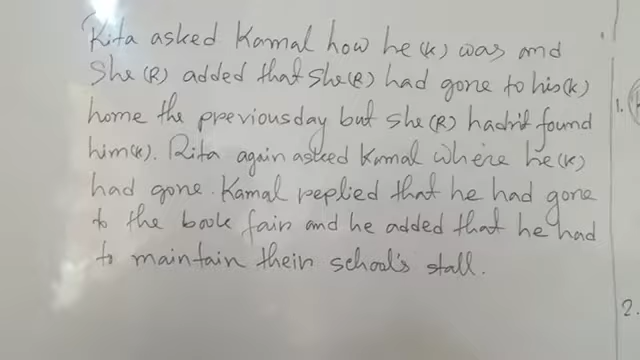 Rita asked Kamal how he (K) was and
She (R) added that She (R) had gone to his (K)
home the previous day but She (R) hadn't found
him (K). Rita again asked Kamal where he (K)
had gone. Kamal replied that he had gone
to the book fair and he added that he had
to maintain their school's stall.
1.
2.